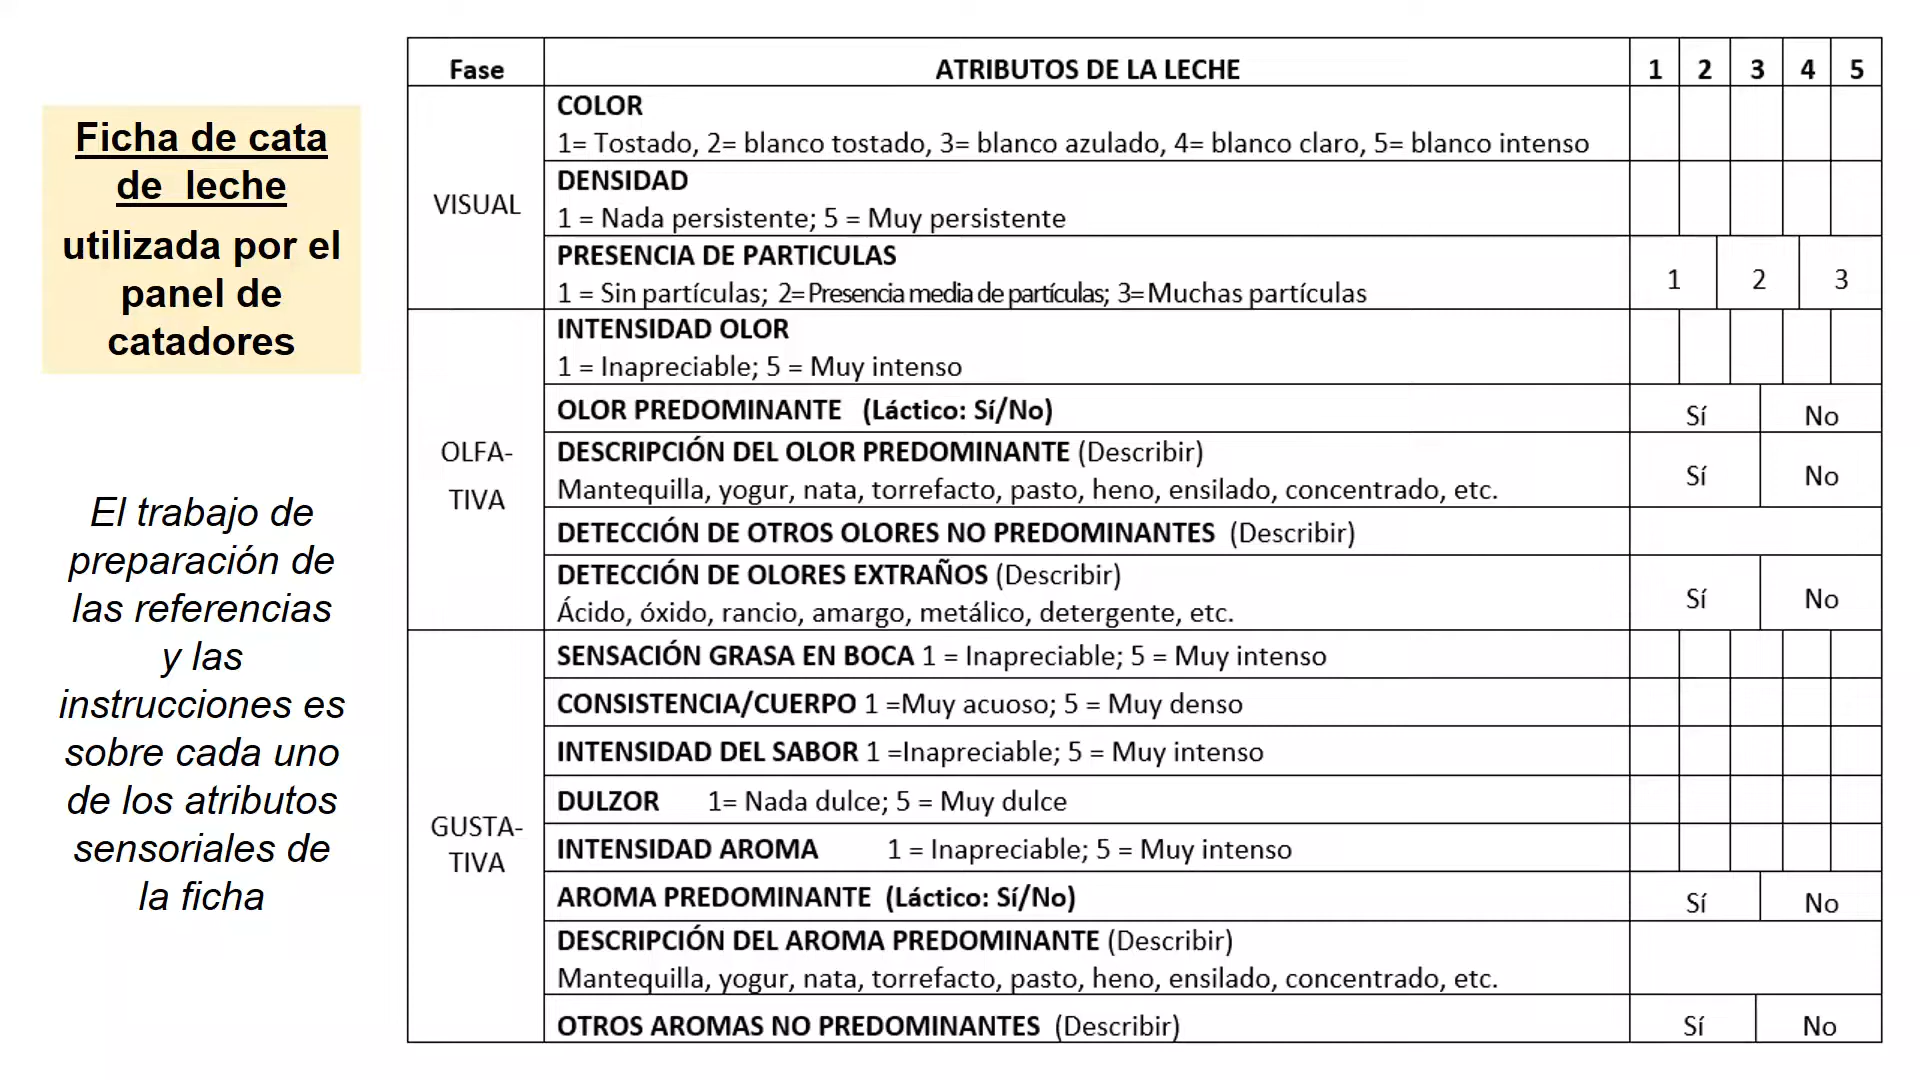 Ficha de cata
de leche
utilizada por el
panel de
catadores
El trabajo de
preparación de
las referencias
y las
instrucciones es
sobre cada uno
de los atributos
sensoriales de
la ficha
Fase ATRIBUTOS DE LA LECHE 1 2 3 4 5
VISUAL
COLOR
1= Tostado, 2= blanco tostado, 3= blanco azulado, 4= blanco claro, 5= blanco intenso
DENSIDAD
1 = Nada persistente; 5 = Muy persistente
PRESENCIA DE PARTICULAS
1 = Sin partículas; 2= Presencia media de partículas; 3= Muchas partículas
1 2 3
OLFA-
TIVA
INTENSIDAD OLOR
1 = Inapreciable; 5 = Muy intenso
OLOR PREDOMINANTE (Láctico: Sí/No) Sí No
DESCRIPCIÓN DEL OLOR PREDOMINANTE (Describir)
Mantequilla, yogur, nata, torrefacto, pasto, heno, ensilado, concentrado, etc.
Sí No
DETECCIÓN DE OTROS OLORES NO PREDOMINANTES (Describir)
DETECCIÓN DE OLORES EXTRAÑOS (Describir)
Ácido, óxido, rancio, amargo, metálico, detergente, etc.
Sí No
GUSTA-
TIVA
SENSACIÓN GRASA EN BOCA 1 = Inapreciable; 5 = Muy intenso
CONSISTENCIA/CUERPO 1 =Muy acuoso; 5 = Muy denso
INTENSIDAD DEL SABOR 1 =Inapreciable; 5 = Muy intenso
DULZOR 1= Nada dulce; 5 = Muy dulce
INTENSIDAD AROMA 1 = Inapreciable; 5 = Muy intenso
AROMA PREDOMINANTE (Láctico: Sí/No) Sí No
DESCRIPCIÓN DEL AROMA PREDOMINANTE (Describir)
Mantequilla, yogur, nata, torrefacto, pasto, heno, ensilado, concentrado, etc.
OTROS AROMAS NO PREDOMINANTES (Describir) Sí No